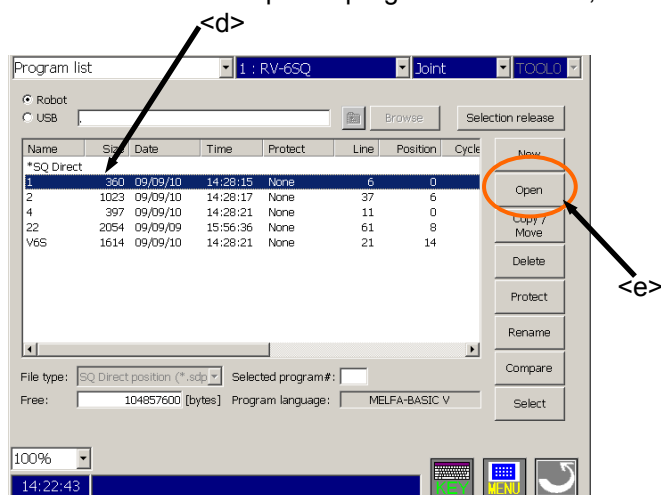 <d>
Program list 1 : RV-6SQ Joint TOOL0
Robot
USB . Browse Selection release
Name Size Date Time Protect Line Position Cycle
*SQ Direct
1 360 09/09/10 14:28:15 None 6 0
2 1023 09/09/10 14:28:17 None 37 6
4 397 09/09/10 14:28:21 None 11 0
22 2054 09/09/09 15:56:36 None 61 8
V6S 1614 09/09/10 14:28:21 None 21 14
New
Open
Copy /
Move
Delete
<e>
Protect
Rename
Compare
Select
File type: SQ Direct position (*.sdp Selected program#:
Free: 104857600 [bytes] Program language: MELFA-BASIC V
100%
14:22:43 KEY MENU